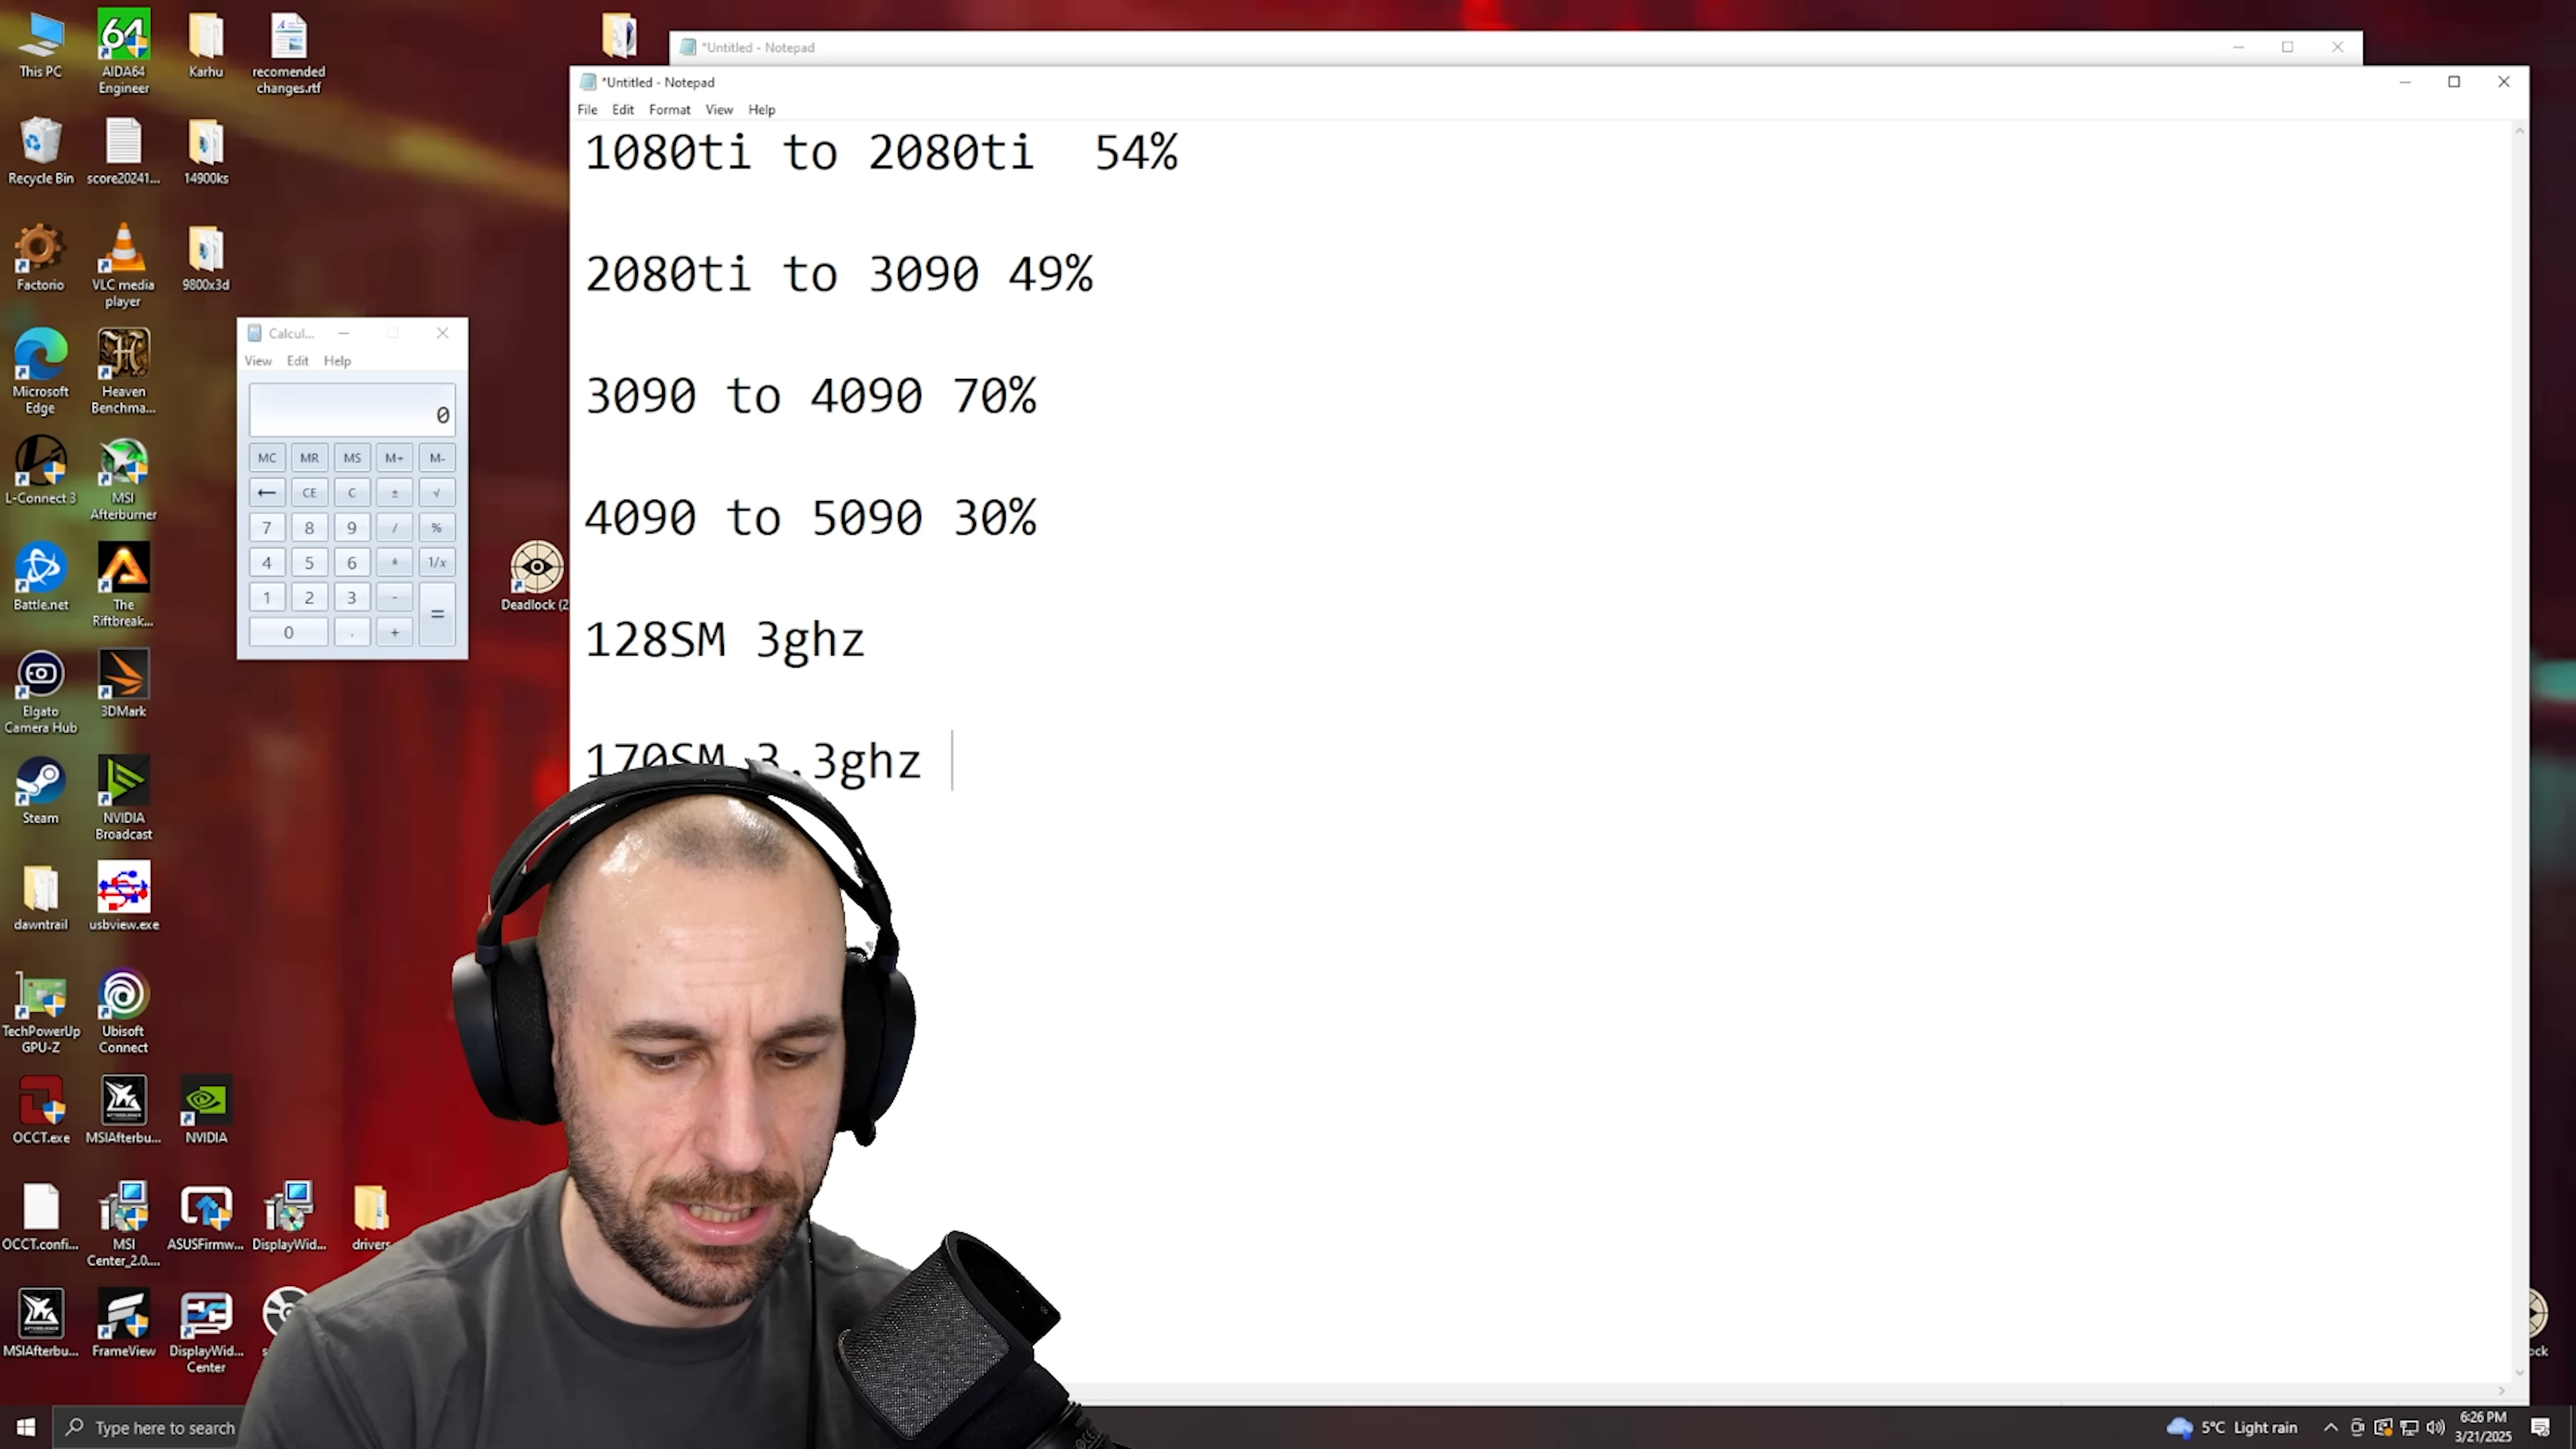 This PC
AIDA64 Engineer
Karhu
recomended changes.rtf
Recycle Bin
score20241...
14900ks
Factorio
VLC media player
9800x3d
Microsoft Edge
Heaven Benchma...
L-Connect 3
MSI Afterburner
Battle.net
The Riftbreak...
Elgato Camera Hub
3DMark
Steam
NVIDIA Broadcast
dawntrail
usbview.exe
TechPowerUp GPU-Z
Ubisoft Connect
OCCT.exe
MSIAfterbu...
NVIDIA
OCCT.confi...
MSI Center_2.0....
ASUSFirmw...
DisplayWid...
drivers
MSIAfterbu...
FrameView
DisplayWid... Center
Deadlock (2
64
Calcul...
View Edit Help
0
MC MR MS M+ M-
← CE C ± √
7 8 9 / %
4 5 6 * 1/x
1 2 3 - =
0 . +
*Untitled - Notepad
*Untitled - Notepad
File Edit Format View Help
1080ti to 2080ti  54%
2080ti to 3090 49%
3090 to 4090 70%
4090 to 5090 30%
128SM 3ghz
170SM 3.3ghz
ock
Type here to search
5°C Light rain
6:26 PM
3/21/2025